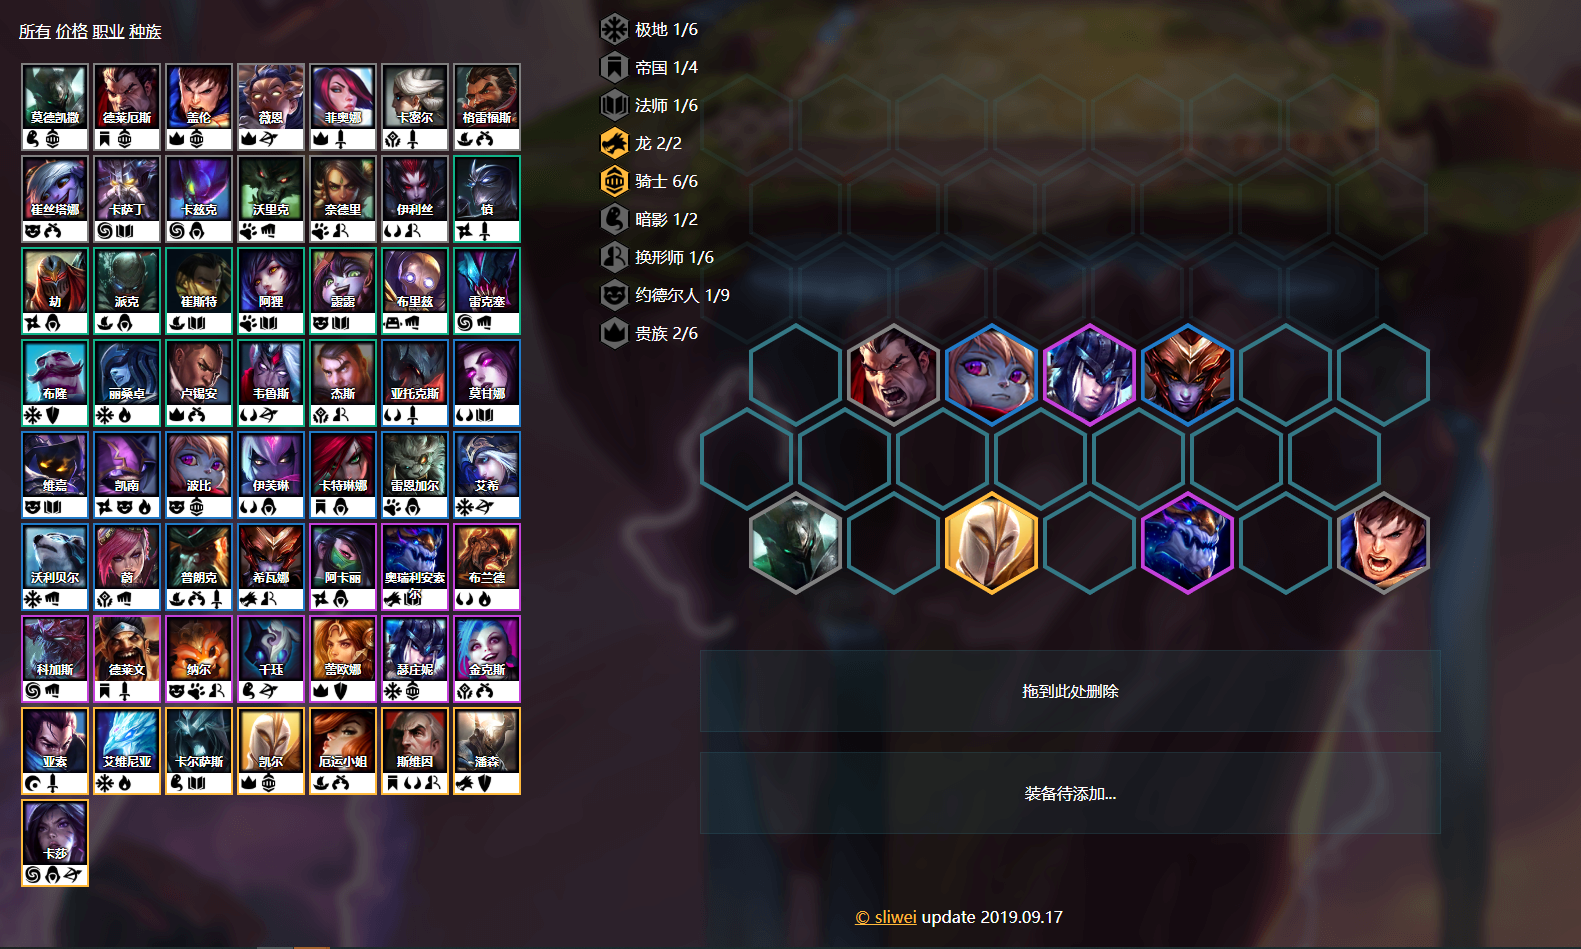 所有 价格 职业 种族
莫德凯撒 德莱厄斯 盖伦 薇恩 菲奥娜 卡密尔 格雷福斯
崔丝塔娜 卡萨丁 卡兹克 沃里克 奈德里 伊利丝 慎
劫 派克 崔斯特 阿狸 露露 布里兹 雷克塞
布隆 丽桑卓 卢锡安 韦鲁斯 杰斯 亚托克斯 莫甘娜
维嘉 凯南 波比 伊芙琳 卡特琳娜 雷恩加尔 艾希
沃利贝尔 蔚 普朗克 希瓦娜 阿卡丽 奥瑞利安索尔 布兰德
科加斯 德莱文 纳尔 千珏 蕾欧娜 瑟庄妮 金克斯
亚索 艾维尼亚 卡尔萨斯 凯尔 厄运小姐 斯维因 潘森
卡莎
极地 1/6
帝国 1/4
法师 1/6
龙 2/2
骑士 6/6
暗影 1/2
换形师 1/6
约德尔人 1/9
贵族 2/6
拖到此处删除
装备待添加...
© sliwei update 2019.09.17